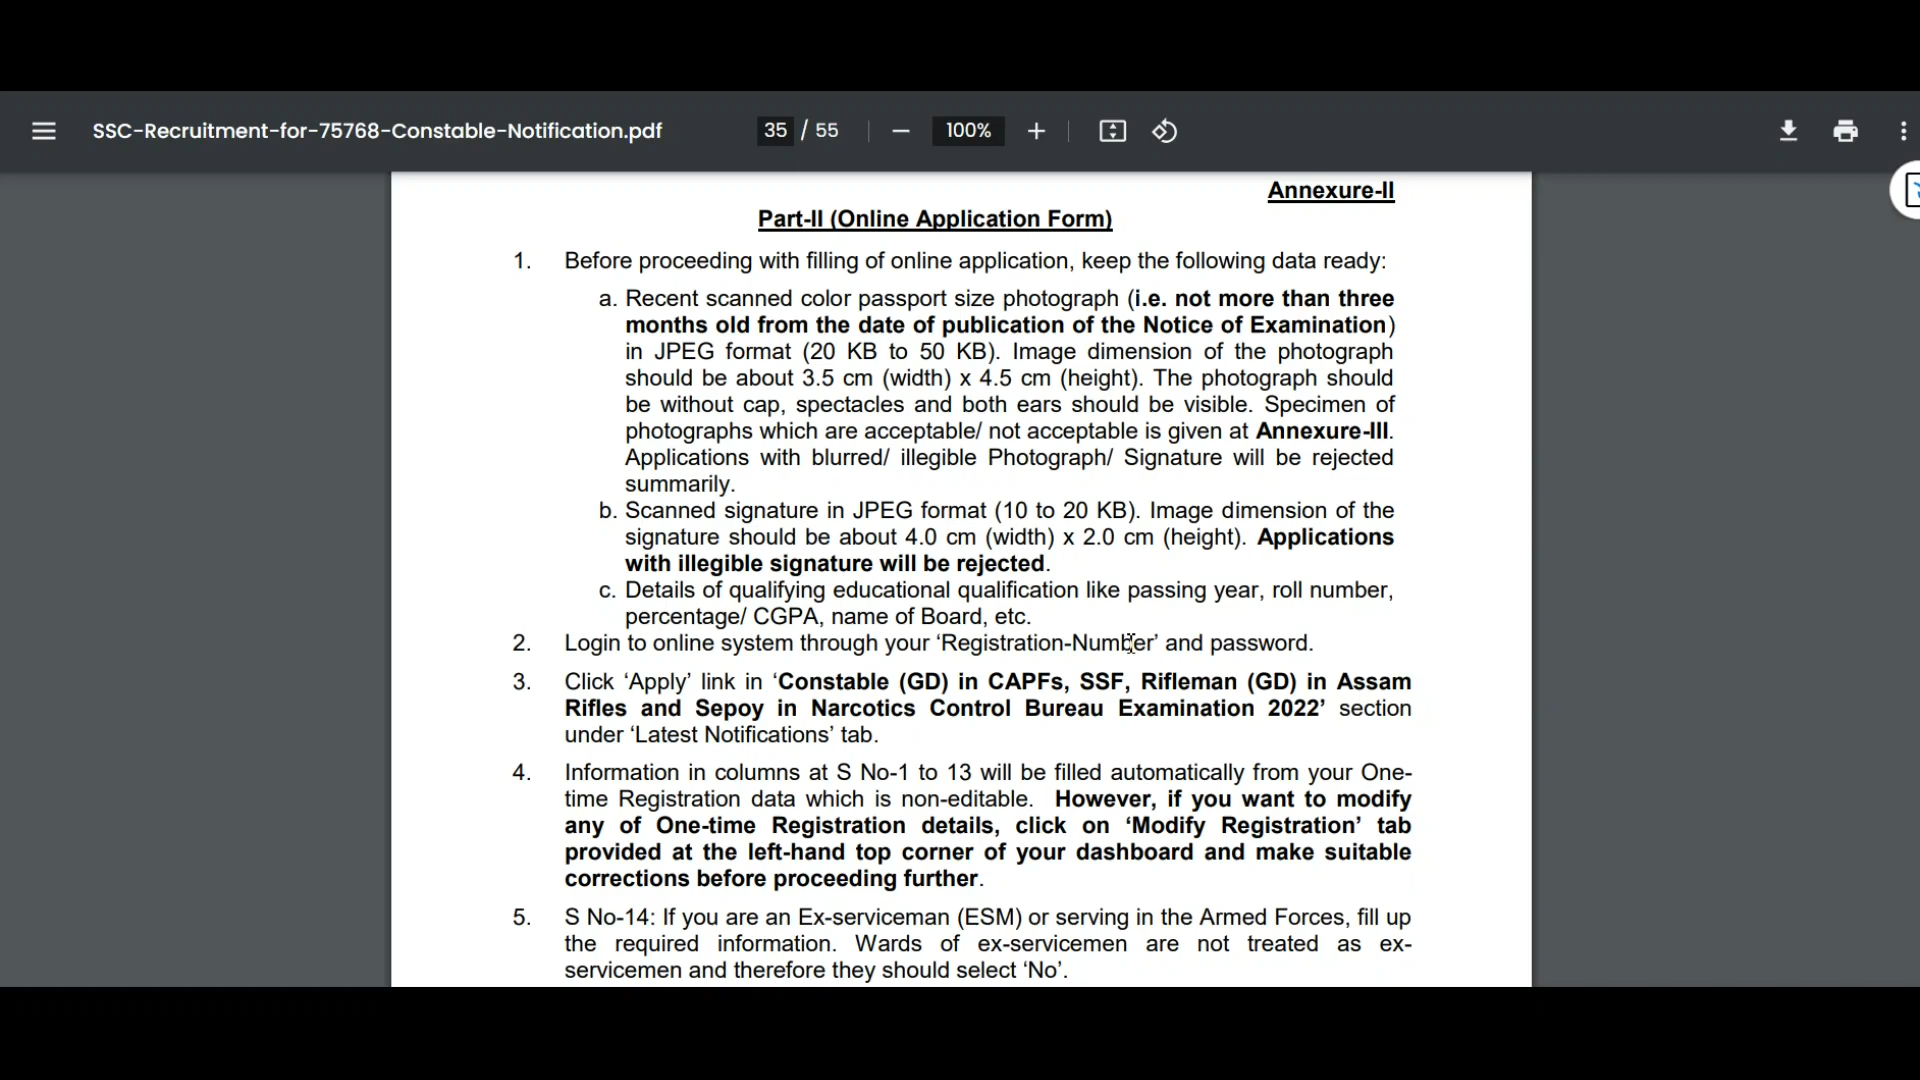 SSC-Recruitment-for-75768-Constable-Notification.pdf
35 / 55
100%
Annexure-II
Part-II (Online Application Form)
1. Before proceeding with filling of online application, keep the following data ready:
a. Recent scanned color passport size photograph (i.e. not more than three
months old from the date of publication of the Notice of Examination)
in JPEG format (20 KB to 50 KB). Image dimension of the photograph
should be about 3.5 cm (width) x 4.5 cm (height). The photograph should
be without cap, spectacles and both ears should be visible. Specimen of
photographs which are acceptable/ not acceptable is given at Annexure-III.
Applications with blurred/ illegible Photograph/ Signature will be rejected
summarily.
b. Scanned signature in JPEG format (10 to 20 KB). Image dimension of the
signature should be about 4.0 cm (width) x 2.0 cm (height). Applications
with illegible signature will be rejected.
c. Details of qualifying educational qualification like passing year, roll number,
percentage/ CGPA, name of Board, etc.
2. Login to online system through your ‘Registration-Number’ and password.
3. Click ‘Apply’ link in ‘Constable (GD) in CAPFs, SSF, Rifleman (GD) in Assam
Rifles and Sepoy in Narcotics Control Bureau Examination 2022’ section
under ‘Latest Notifications’ tab.
4. Information in columns at S No-1 to 13 will be filled automatically from your One-
time Registration data which is non-editable. However, if you want to modify
any of One-time Registration details, click on ‘Modify Registration’ tab
provided at the left-hand top corner of your dashboard and make suitable
corrections before proceeding further.
5. S No-14: If you are an Ex-serviceman (ESM) or serving in the Armed Forces, fill up
the required information. Wards of ex-servicemen are not treated as ex-
servicemen and therefore they should select ‘No’.